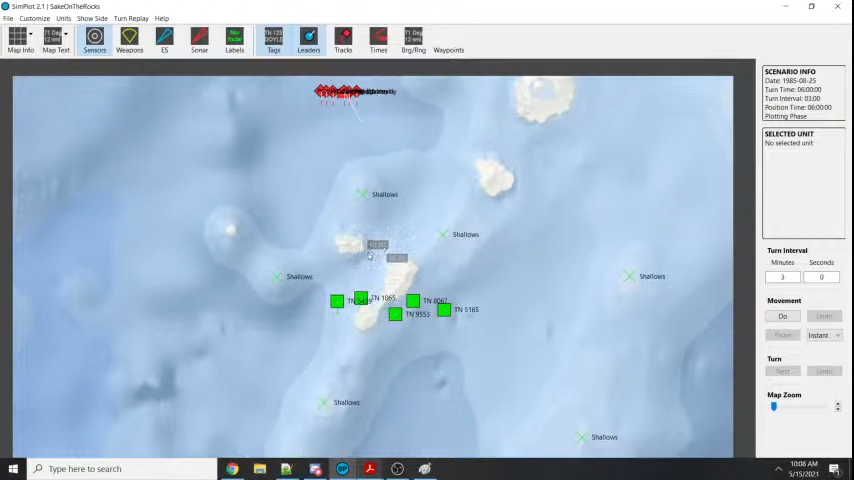 SimPlot 2.1 | SakeOnTheRocks
File Customize Units Show Side Turn Replay Help
Map Info Map Text Sensors Weapons ES Sonar Labels Tags Leaders Tracks Times Brg/Rng Waypoints
SCENARIO INFO
Date: 1985-08-25
Turn Time: 06:00:00
Turn Interval: 03:00
Position Time: 06:00:00
Plotting Phase
SELECTED UNIT
No selected unit
Shallows
Shallows
Shallows
Shallows
TN 1065
TN 8067
TN 9553
TN 5165
Shallows
Shallows
Turn Interval
Minutes Seconds
3 0
Movement
Do Undo
Pause Instant
Turn
Next Undo
Map Zoom
Type here to search
10:08 AM
5/15/2021